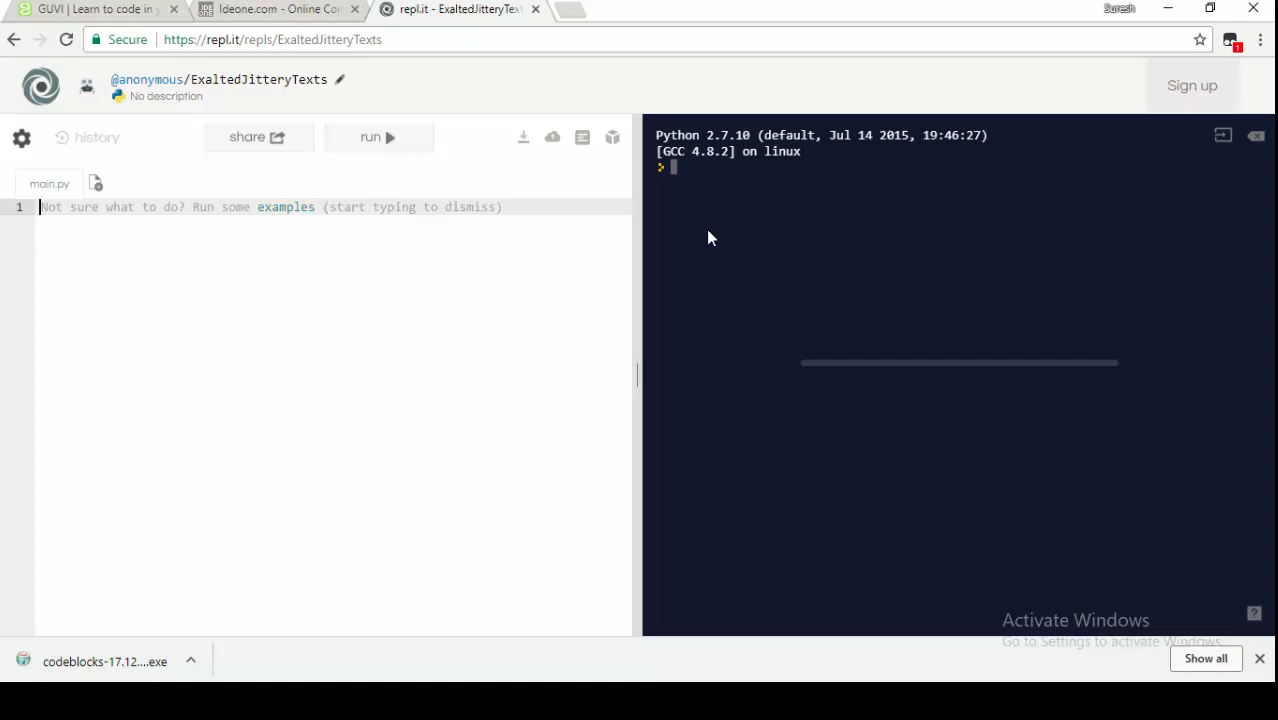 GUVI | Learn to code in y
Ideone.com - Online Con
repl.it - ExaltedJitteryTex
Suresh
Secure
https://repl.it/repls/ExaltedJitteryTexts
1
@anonymous/ExaltedJitteryTexts
No description
Sign up
history
share
run
main.py
1 Not sure what to do? Run some examples (start typing to dismiss)
Python 2.7.10 (default, Jul 14 2015, 19:46:27)
[GCC 4.8.2] on linux
Activate Windows
Go to Settings to activate Windows.
?
codeblocks-17.12....exe
Show all